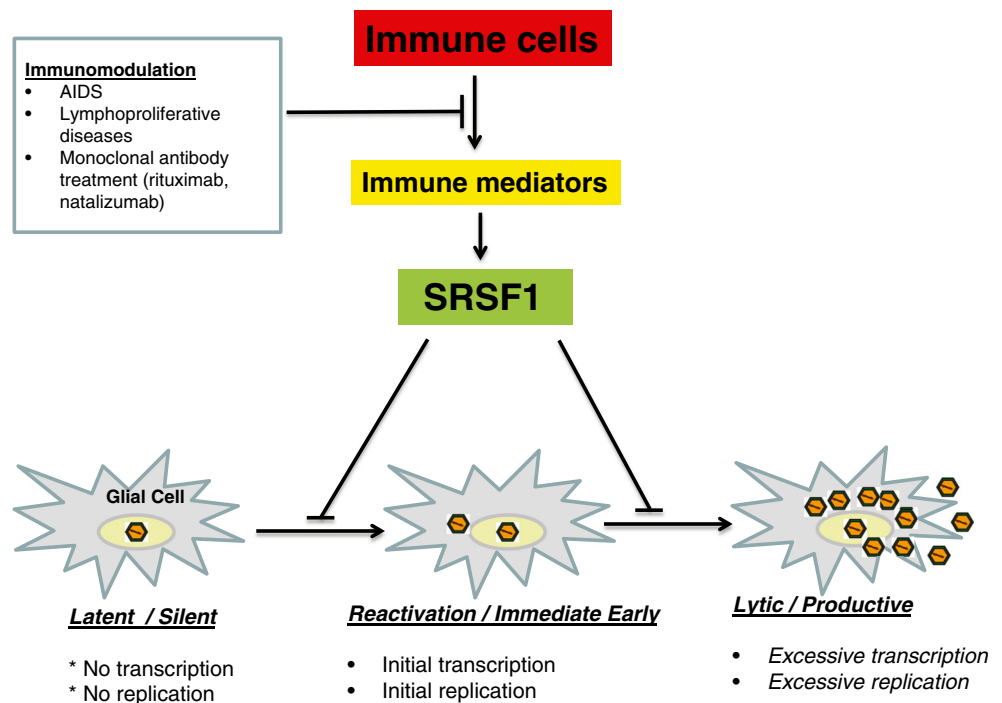 Immune cells
Immunomodulation
• AIDS
• Lymphoproliferative
diseases
• Monoclonal antibody
treatment (rituximab,
natalizumab)
Immune mediators
SRSF1
Glial Cell
Latent / Silent
* No transcription
* No replication
Reactivation / Immediate Early
• Initial transcription
• Initial replication
Lytic / Productive
• Excessive transcription
• Excessive replication